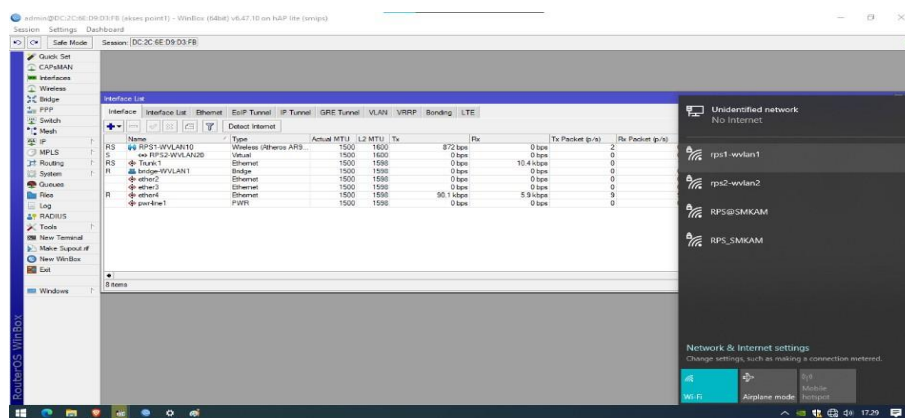 admin@DC:2C:6E:D9:D3:FB (akses point1) - WinBox (64bit) v6.47.10 on hAP lite (smips)
Session Settings Dashboard
Safe Mode Session: DC:2C:6E:D9:D3:FB
Quick Set
CAPsMAN
Interfaces
Wireless
Bridge
PPP
Switch
Mesh
IP
MPLS
Routing
System
Queues
Files
Log
RADIUS
Tools
New Terminal
Make Supout.rif
New WinBox
Exit
Windows
RouterOS WinBox
Interface List
Interface Interface List Ethernet EoIP Tunnel IP Tunnel GRE Tunnel VLAN VRRP Bonding LTE
Detect Internet
Name Type Actual MTU L2 MTU Tx Rx Tx Packet (p/s) Rx Packet (p/s)
RS RPS1-WVLAN10 Wireless (Atheros AR9... 1500 1600 872 bps 0 bps 2
S RPS2-WVLAN20 Virtual 1500 1600 0 bps 0 bps 0
RS Trunk1 Ethernet 1500 1598 0 bps 10.4 kbps 0
R bridge-WVLAN1 Bridge 1500 1598 0 bps 0 bps 0
ether2 Ethernet 1500 1598 0 bps 0 bps 0
ether3 Ethernet 1500 1598 0 bps 0 bps 0
R ether4 Ethernet 1500 1598 90.1 kbps 5.9 kbps 9
pwr-line1 PWR 1500 1598 0 bps 0 bps 0
8 items
Unidentified network
No Internet
rps1-wvlan1
rps2-wvlan2
RPS@SMKAM
RPS_SMKAM
Network & Internet settings
Change settings, such as making a connection metered.
Wi-Fi
Airplane mode
Mobile hotspot
17.29